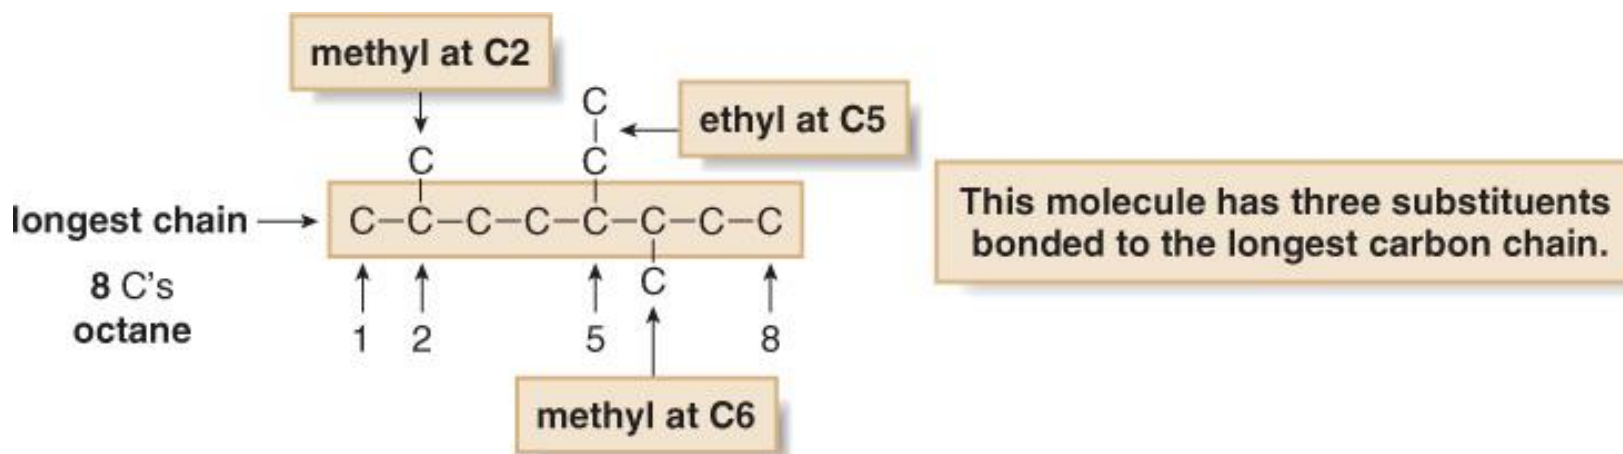 methyl at C2
C
ethyl at C5
C
C
longest chain
C–C–C–C–C–C–C–C
This molecule has three substituents
bonded to the longest carbon chain.
8 C's
octane
C
1 2 5 8
methyl at C6